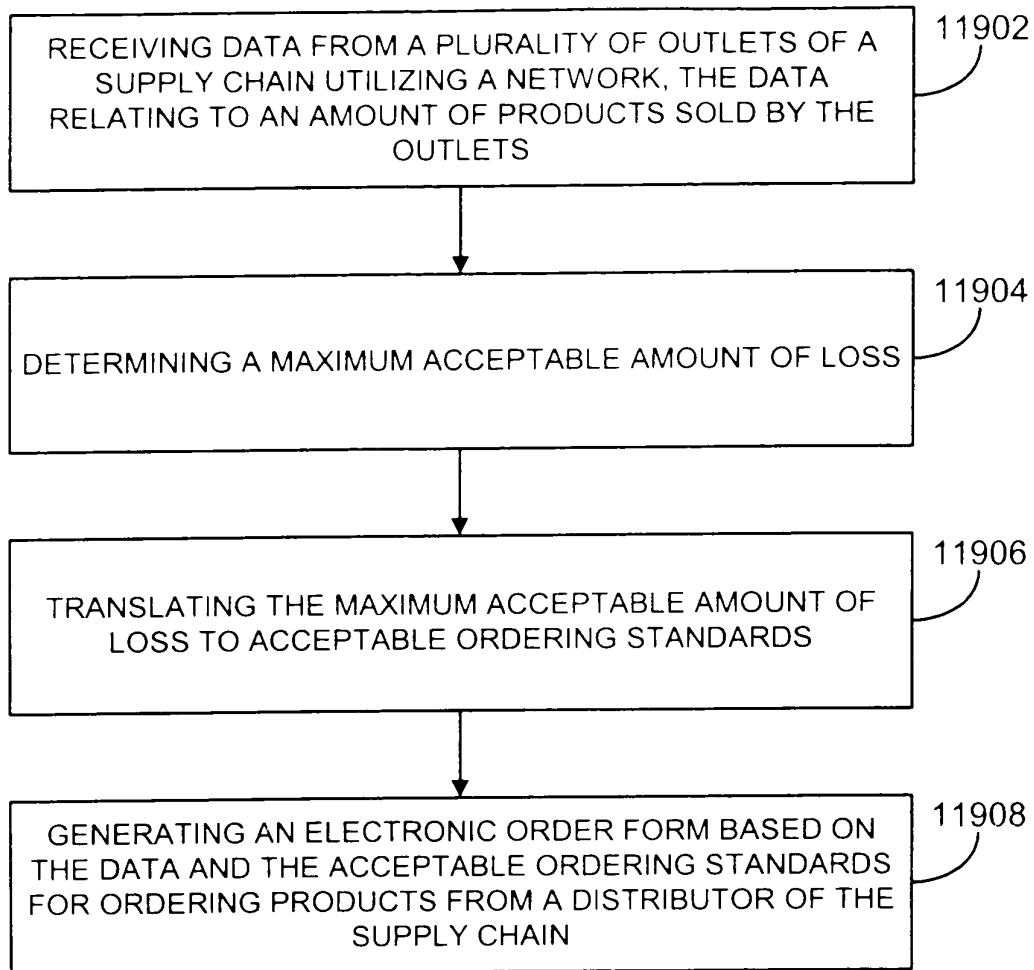 RECEIVING DATA FROM A PLURALITY OF OUTLETS OF A
SUPPLY CHAIN UTILIZING A NETWORK, THE DATA
RELATING TO AN AMOUNT OF PRODUCTS SOLD BY THE
OUTLETS
11902
DETERMINING A MAXIMUM ACCEPTABLE AMOUNT OF LOSS
11904
TRANSLATING THE MAXIMUM ACCEPTABLE AMOUNT OF
LOSS TO ACCEPTABLE ORDERING STANDARDS
11906
GENERATING AN ELECTRONIC ORDER FORM BASED ON
THE DATA AND THE ACCEPTABLE ORDERING STANDARDS
FOR ORDERING PRODUCTS FROM A DISTRIBUTOR OF THE
SUPPLY CHAIN
11908